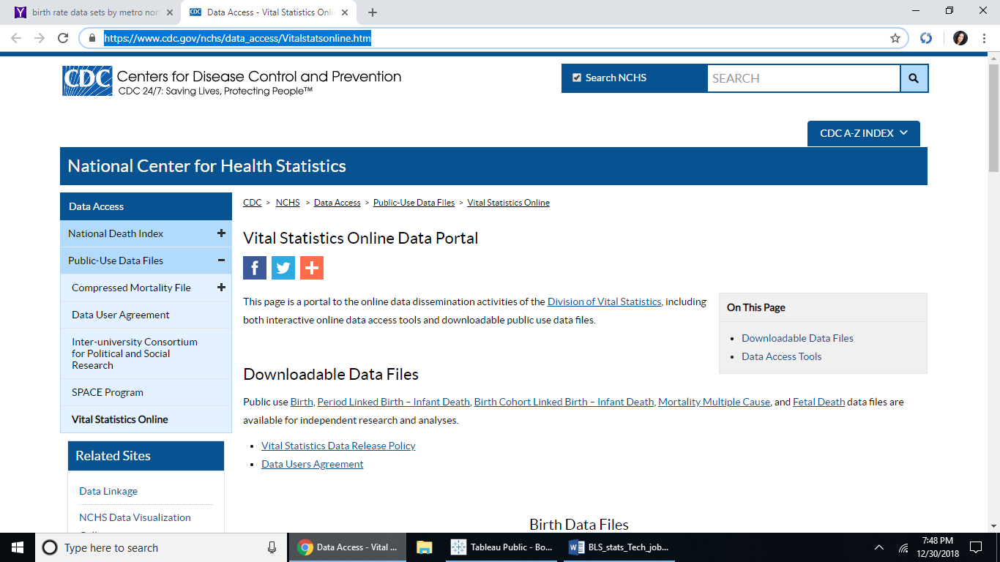 birth rate data sets by metro nor
Data Access - Vital Statistics Onli
https://www.cdc.gov/nchs/data_access/Vitalstatsonline.htm
CDC
Centers for Disease Control and Prevention
CDC 24/7: Saving Lives, Protecting People™
Search NCHS
SEARCH
CDC A-Z INDEX
National Center for Health Statistics
Data Access
National Death Index
Public-Use Data Files
Compressed Mortality File
Data User Agreement
Inter-university Consortium
for Political and Social
Research
SPACE Program
Vital Statistics Online
Related Sites
Data Linkage
NCHS Data Visualization
CDC > NCHS > Data Access > Public-Use Data Files > Vital Statistics Online
Vital Statistics Online Data Portal
This page is a portal to the online data dissemination activities of the Division of Vital Statistics, including
both interactive online data access tools and downloadable public use data files.
On This Page
Downloadable Data Files
Data Access Tools
Downloadable Data Files
Public use Birth, Period Linked Birth – Infant Death, Birth Cohort Linked Birth – Infant Death, Mortality Multiple Cause, and Fetal Death data files are
available for independent research and analyses.
Vital Statistics Data Release Policy
Data Users Agreement
Birth Data Files
Type here to search
Data Access - Vital ...
Tableau Public - Bo...
BLS_stats_Tech_job...
7:48 PM
12/30/2018